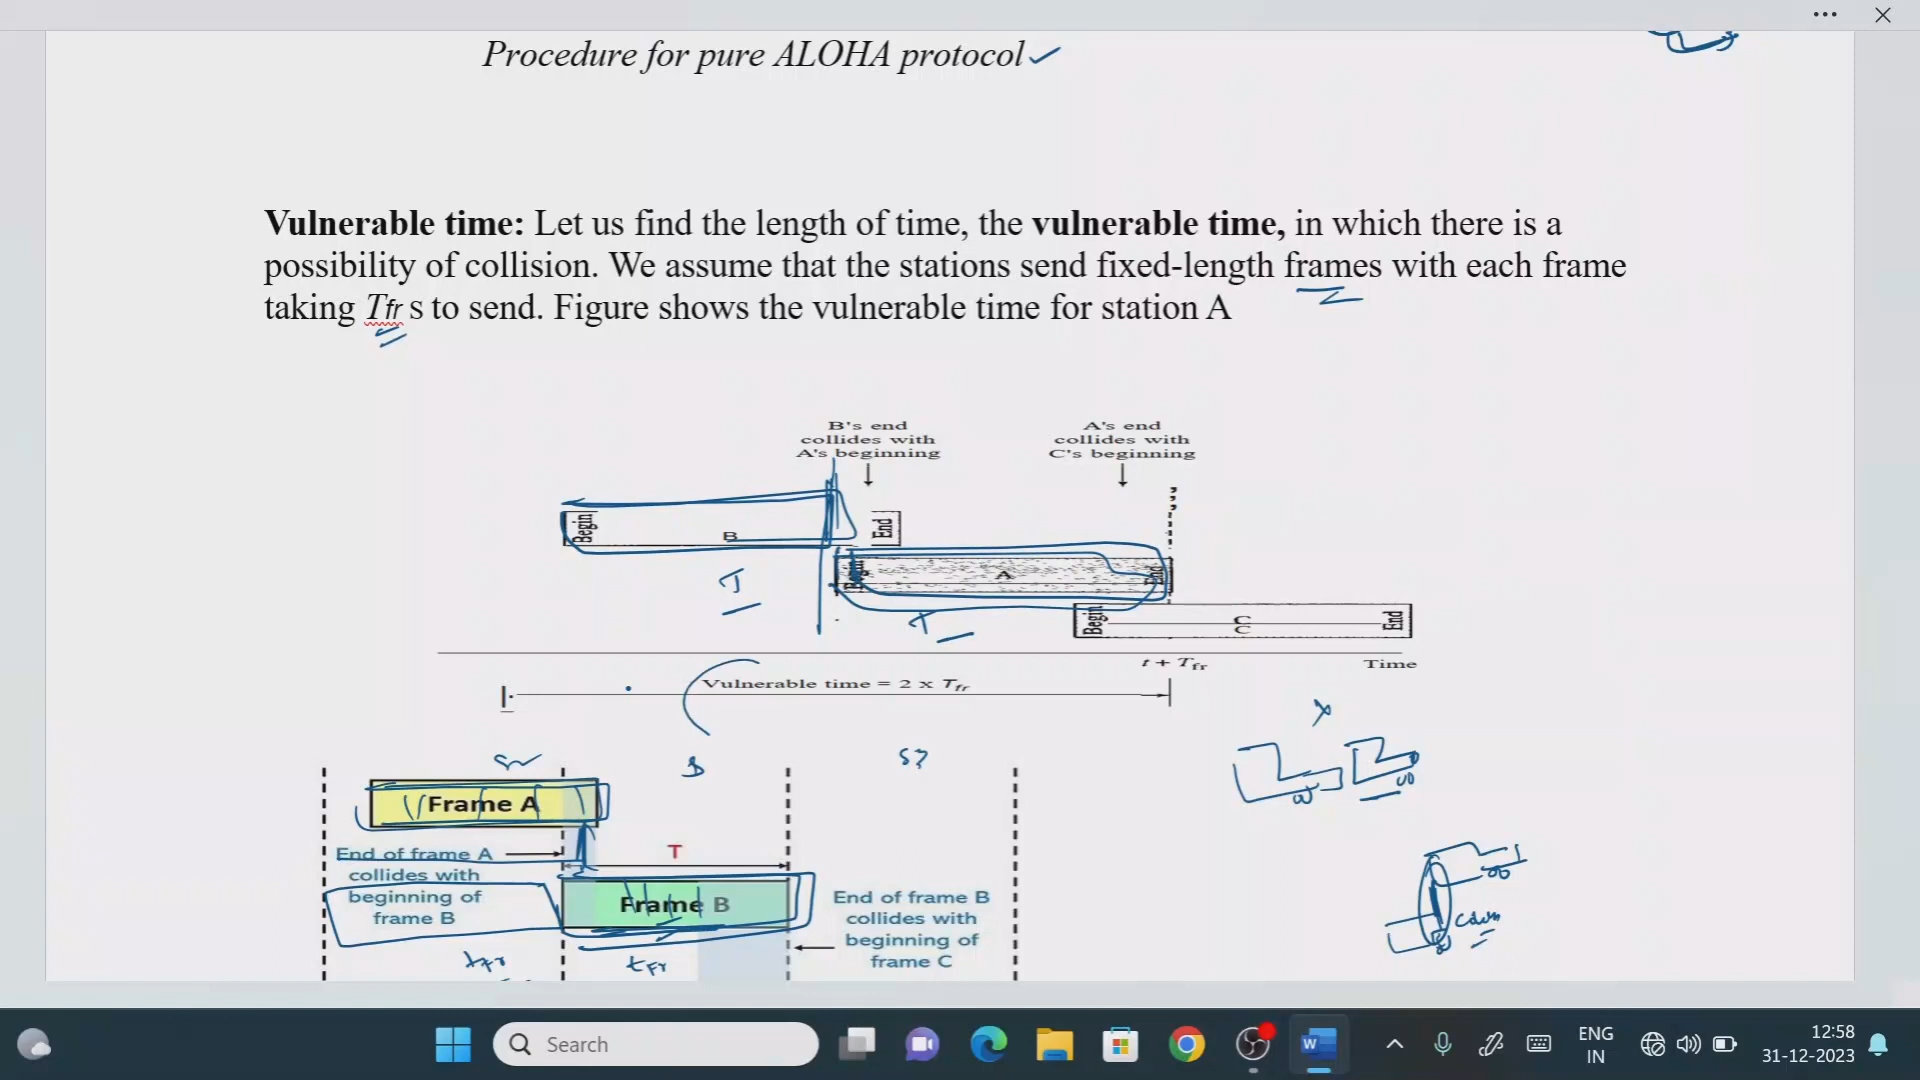 Procedure for pure ALOHA protocol
Vulnerable time: Let us find the length of time, the vulnerable time, in which there is a
possibility of collision. We assume that the stations send fixed-length frames with each frame
taking Tfr s to send. Figure shows the vulnerable time for station A
B's end
collides with
A's beginning
A's end
collides with
C's beginning
Begin
B
End
Begin
A
End
T
T
Begin
C
End
t + Tfr
Time
Vulnerable time = 2 x Tfr
Frame A
End of frame A
collides with
beginning of
frame B
T
Frame B
End of frame B
collides with
beginning of
frame C
tFr
tFr
Search
ENG
IN
12:58
31-12-2023